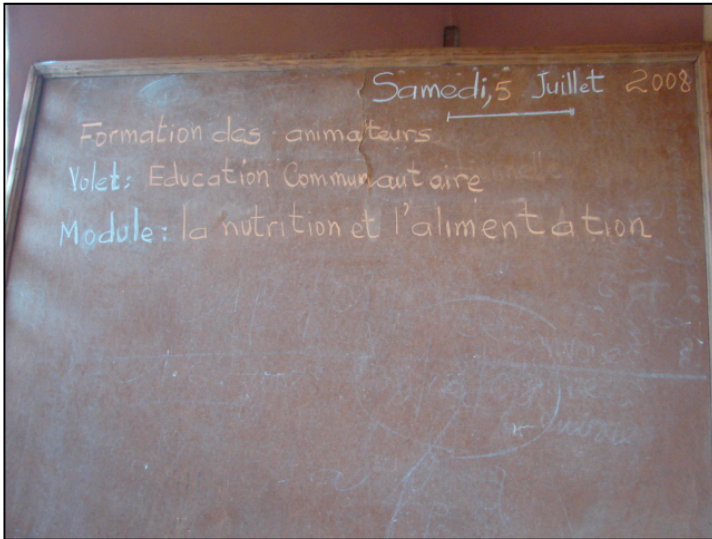 Samedi, 5 Juillet 2008
Formation des animateurs
Volet: Education Communautaire
Module: la nutrition et l'alimentation